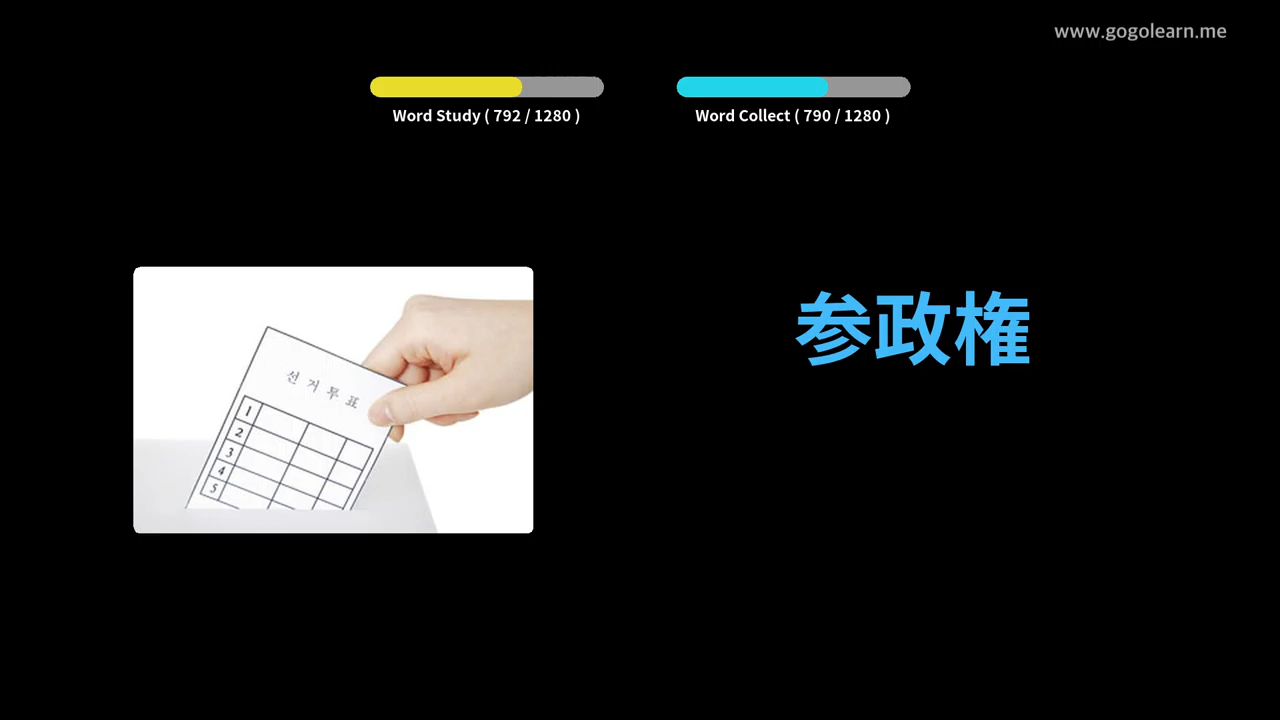 www.gogolearn.me
Word Study ( 792 / 1280 )
Word Collect ( 790 / 1280 )
参政権
선거투표
1
2
3
4
5